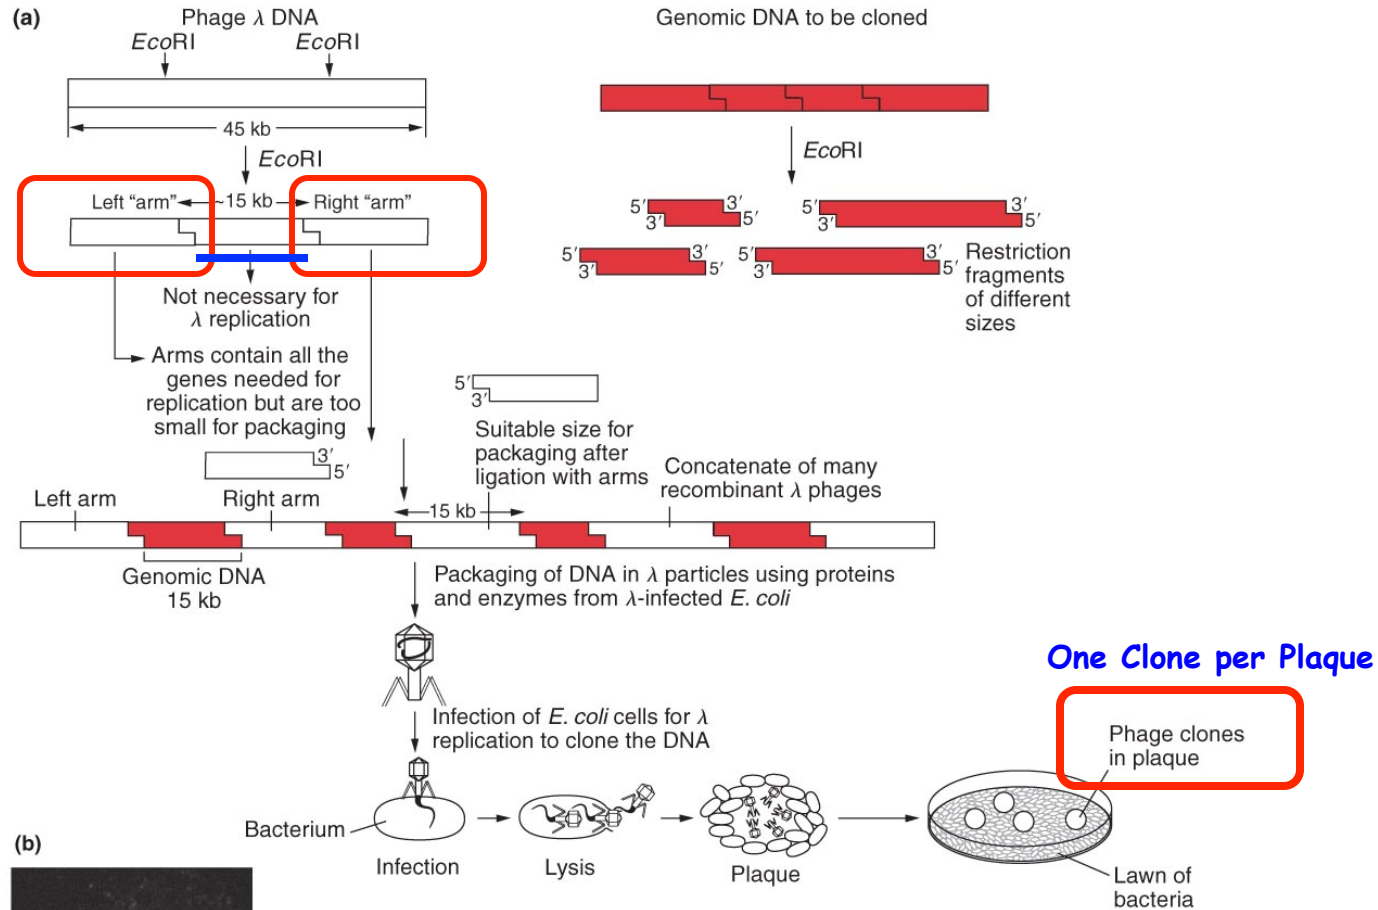 (a)
Phage λ DNA
EcoRI
EcoRI
45 kb
EcoRI
Left “arm”
~15 kb
Right “arm”
Not necessary for
λ replication
Arms contain all the
genes needed for
replication but are too
small for packaging
Genomic DNA to be cloned
EcoRI
5′
3′
3′
5′
5′
3′
3′
5′
5′
3′
3′
5′
5′
3′
3′
5′
Restriction
fragments
of different
sizes
5′
3′
Suitable size for
packaging after
ligation with arms
3′
5′
Left arm
Right arm
15 kb
Concatenate of many
recombinant λ phages
Genomic DNA
15 kb
Packaging of DNA in λ particles using proteins
and enzymes from λ-infected E. coli
Infection of E. coli cells for λ
replication to clone the DNA
One Clone per Plaque
Phage clones
in plaque
Bacterium
Infection
Lysis
Plaque
Lawn of
bacteria
(b)